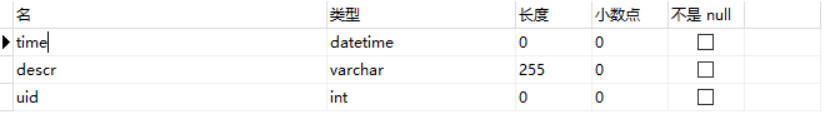 名 类型 长度 小数点 不是 null
time datetime 0 0
descr varchar 255 0
uid int 0 0